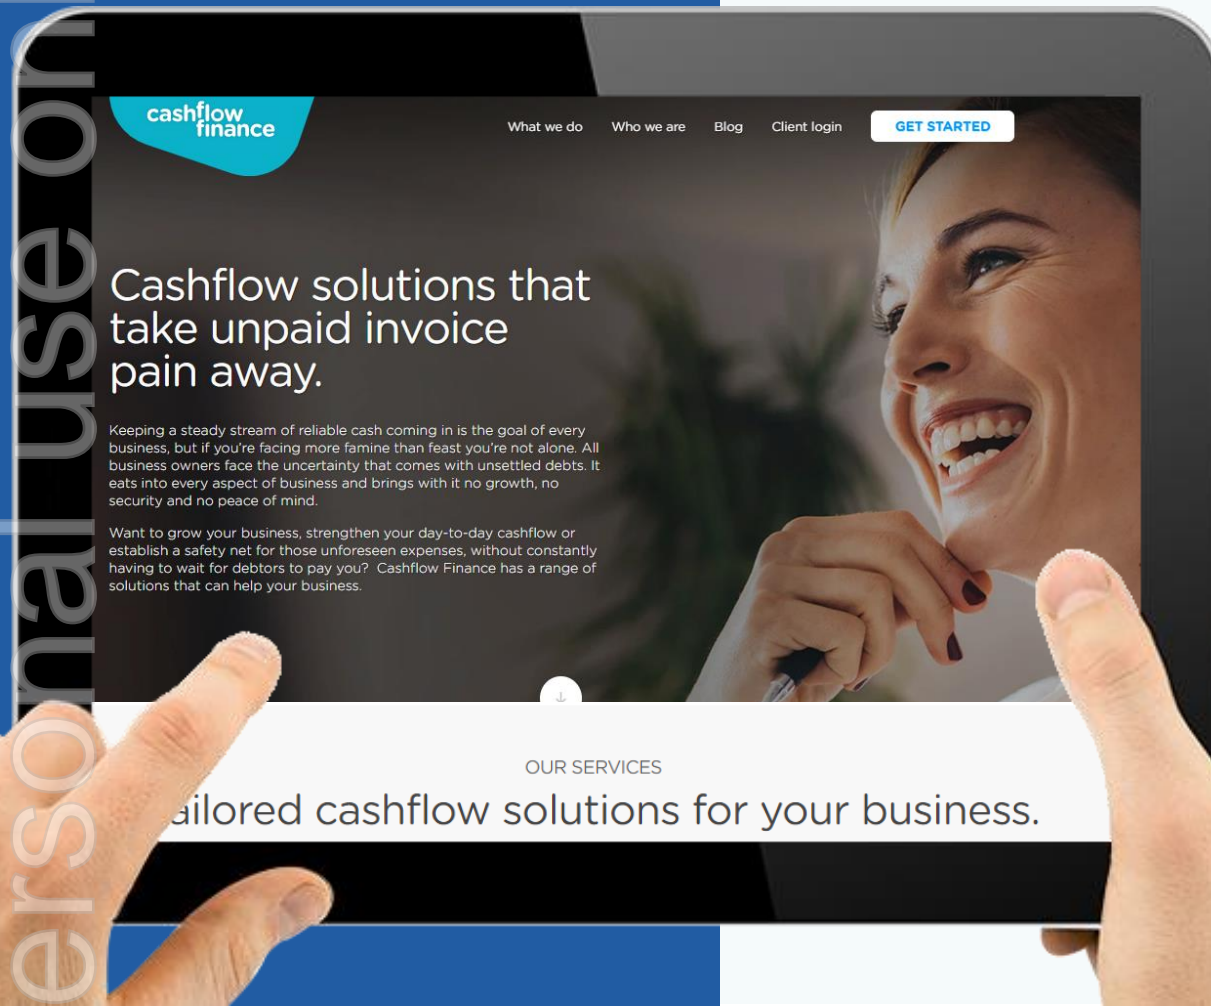 ersonal use on
cashflow
finance
What we do Who we are Blog Client login GET STARTED
Cashflow solutions that
take unpaid invoice
pain away.
Keeping a steady stream of reliable cash coming in is the goal of every
business, but if you're facing more famine than feast you're not alone. All
business owners face the uncertainty that comes with unsettled debts. It
eats into every aspect of business and brings with it no growth, no
security and no peace of mind.
Want to grow your business, strengthen your day-to-day cashflow or
establish a safety net for those unforeseen expenses, without constantly
having to wait for debtors to pay you? Cashflow Finance has a range of
solutions that can help your business.
OUR SERVICES
ailored cashflow solutions for your business.